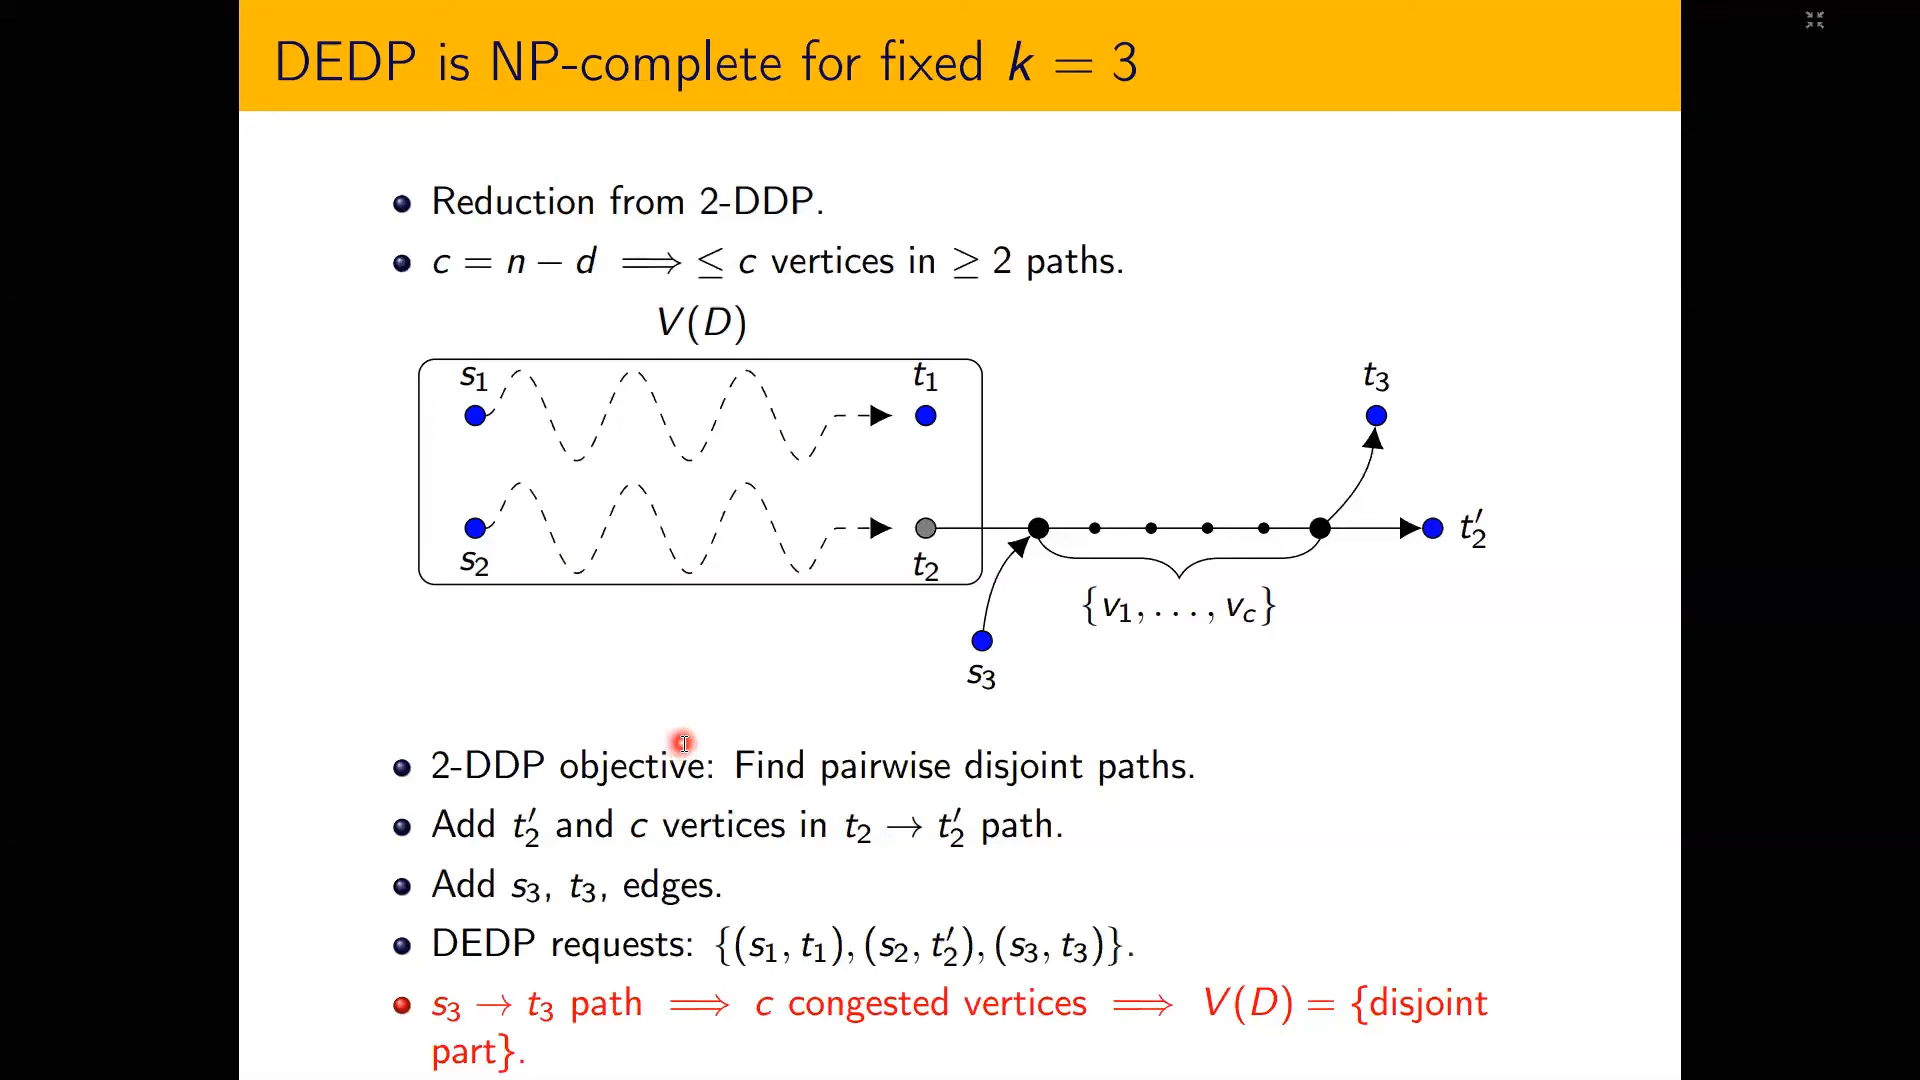 DEDP is NP-complete for fixed k = 3
Reduction from 2-DDP.
c = n − d ⟹ ≤ c vertices in ≥ 2 paths.
V(D)
s₁ t₁ t₃
s₂ t₂ t′₂
{v₁, . . . , v_c}
s₃
2-DDP objective: Find pairwise disjoint paths.
Add t′₂ and c vertices in t₂ → t′₂ path.
Add s₃, t₃, edges.
DEDP requests: {(s₁, t₁), (s₂, t′₂), (s₃, t₃)}.
s₃ → t₃ path ⟹ c congested vertices ⟹ V(D) = {disjoint
part}.